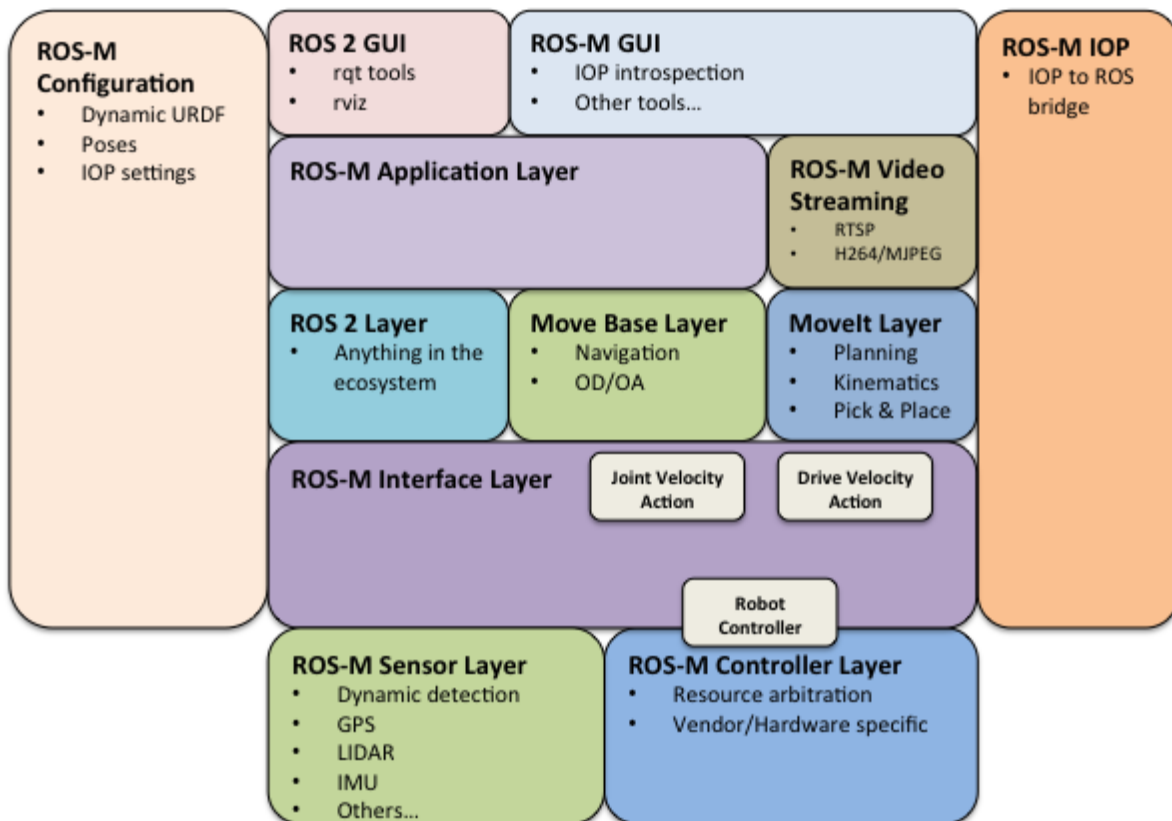 ROS-M
Configuration
• Dynamic URDF
• Poses
• IOP settings
ROS 2 GUI
• rqt tools
• rviz
ROS-M GUI
• IOP introspection
• Other tools…
ROS-M IOP
• IOP to ROS
bridge
ROS-M Application Layer
ROS-M Video
Streaming
• RTSP
• H264/MJPEG
ROS 2 Layer
• Anything in the
ecosystem
Move Base Layer
• Navigation
• OD/OA
MoveIt Layer
• Planning
• Kinematics
• Pick & Place
ROS-M Interface Layer
Joint Velocity
Action
Drive Velocity
Action
Robot
Controller
ROS-M Sensor Layer
• Dynamic detection
• GPS
• LIDAR
• IMU
• Others…
ROS-M Controller Layer
• Resource arbitration
• Vendor/Hardware specific